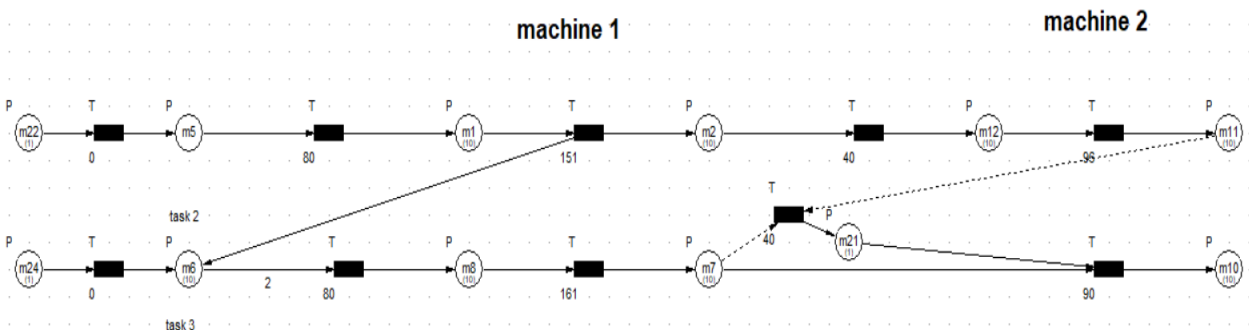 machine 1
machine 2
P T P T P T P T P T P
m22 m5 m1 m2 m12 m11
(1) (10) (10) (10) (10)
0 80 151 40 96
T
task 2
P
P T P T P T P T P
40
m21
(1)
m24 m6 m8 m7 m10
(1) (10) (10) (10) (10)
2
0 80 161 90
task 3